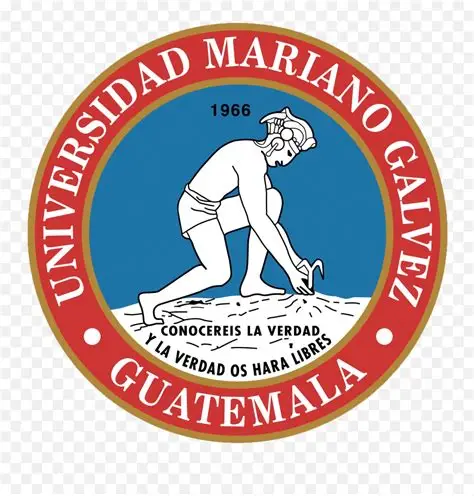 UNIVERSIDAD MARIANO GALVEZ
1966
CONOCEREIS LA VERDAD
Y LA VERDAD OS HARA LIBRES
• GUATEMALA •